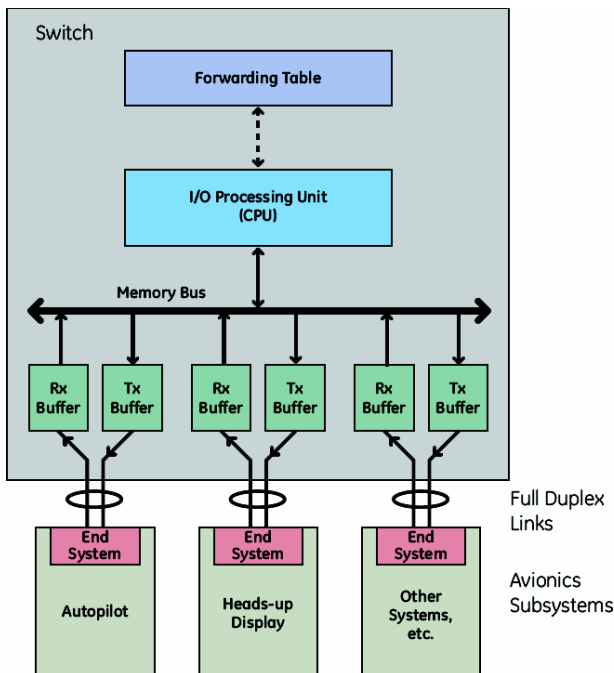 Switch
Forwarding Table
I/O Processing Unit
(CPU)
Memory Bus
Rx
Buffer
Tx
Buffer
Rx
Buffer
Tx
Buffer
Rx
Buffer
Tx
Buffer
Full Duplex
Links
End
System
End
System
End
System
Autopilot
Heads-up
Display
Other
Systems,
etc.
Avionics
Subsystems